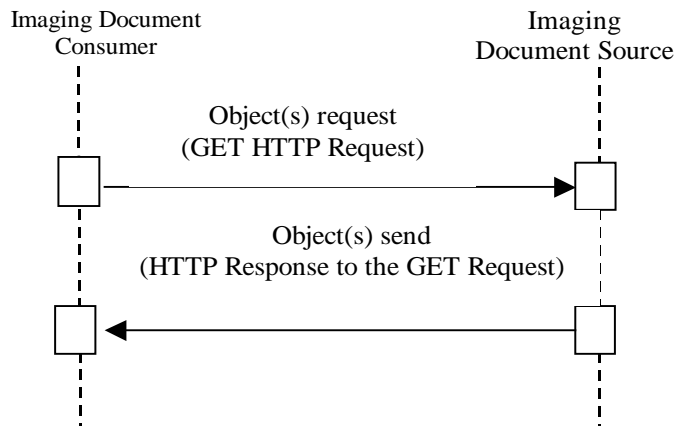 Imaging Document
Consumer
Imaging
Document Source
Object(s) request
(GET HTTP Request)
Object(s) send
(HTTP Response to the GET Request)